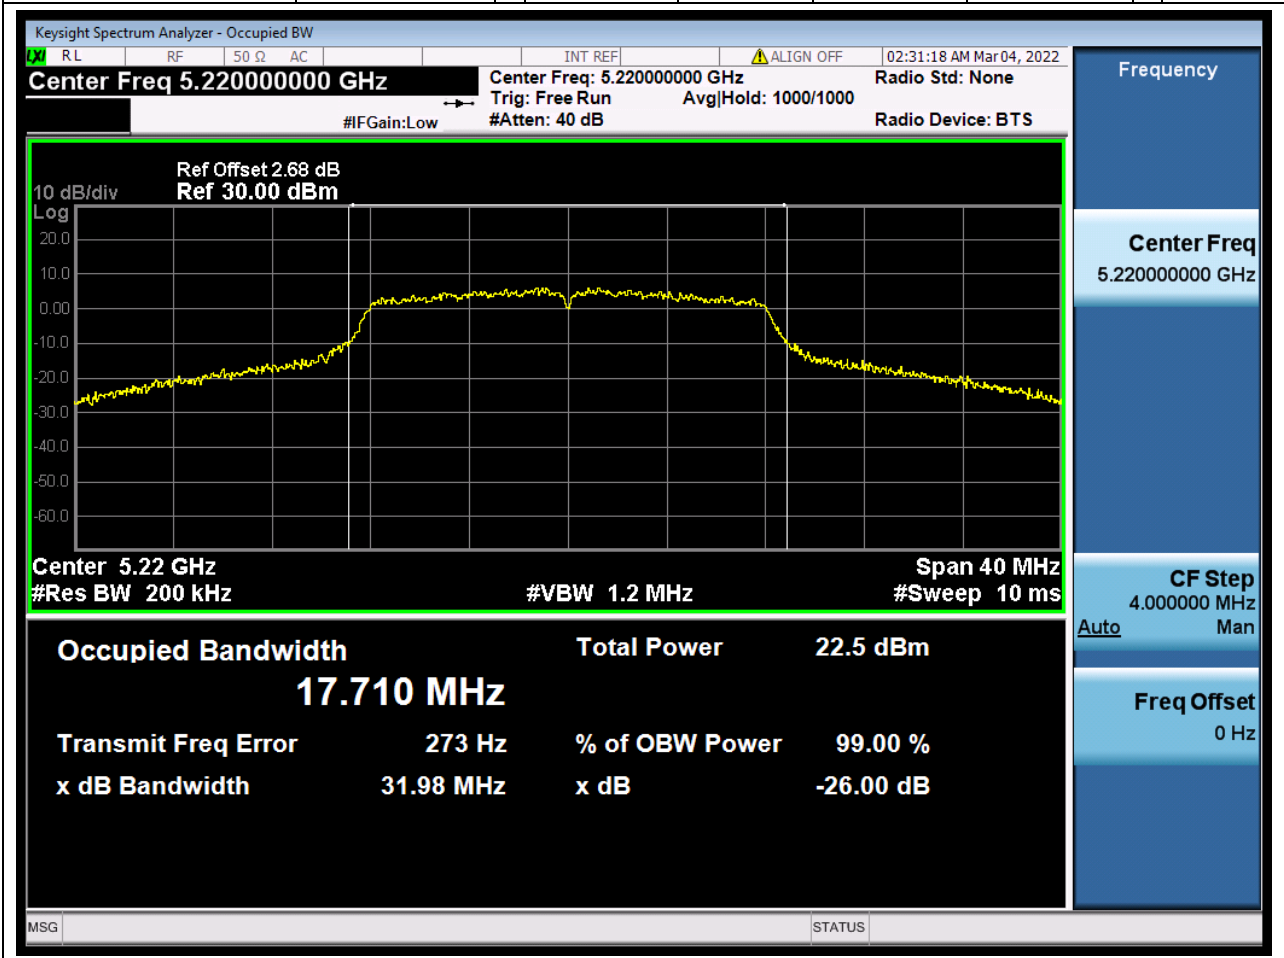 Keysight Spectrum Analyzer - Occupied BW
LXI RL RF 50 Ω AC INT REF ALIGN OFF 02:31:18 AM Mar 04, 2022
Center Freq 5.220000000 GHz
Center Freq: 5.220000000 GHz
Radio Std: None
Trig: Free Run Avg|Hold: 1000/1000
#IFGain:Low
#Atten: 40 dB
Radio Device: BTS
Ref Offset 2.68 dB
10 dB/div Ref 30.00 dBm
Log
20.0
10.0
0.00
-10.0
-20.0
-30.0
-40.0
-50.0
-60.0
Center 5.22 GHz Span 40 MHz
#Res BW 200 kHz #VBW 1.2 MHz #Sweep 10 ms
Occupied Bandwidth Total Power 22.5 dBm
17.710 MHz
Transmit Freq Error 273 Hz % of OBW Power 99.00 %
x dB Bandwidth 31.98 MHz x dB -26.00 dB
MSG STATUS
Frequency
Center Freq
5.220000000 GHz
CF Step
4.000000 MHz
Auto Man
Freq Offset
0 Hz